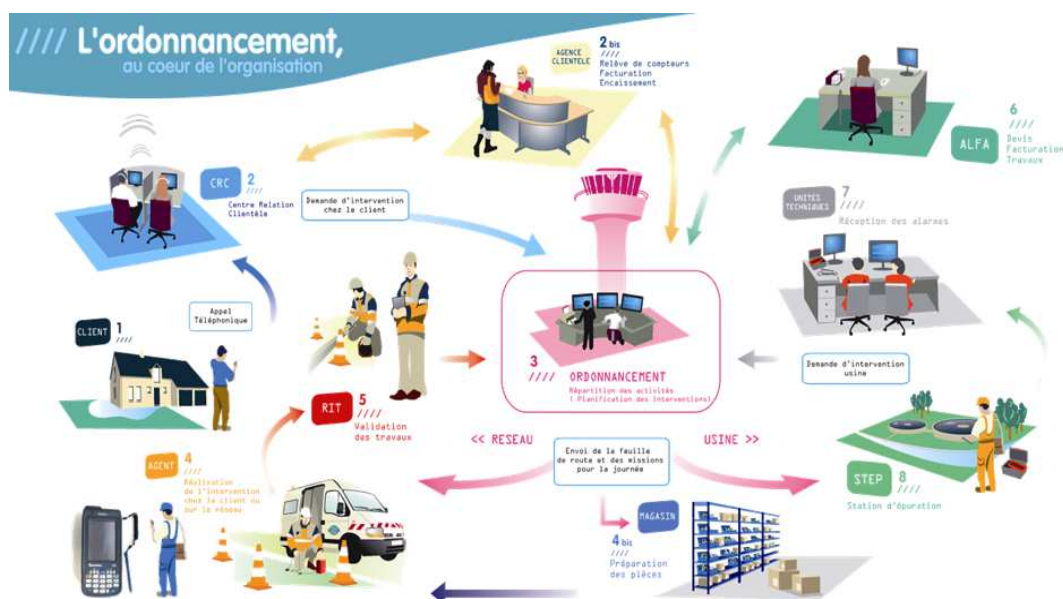 //// L'ordonnancement,
au coeur de l'organisation
AGENCE
CLIENTELE
2 bis
////
Relève de compteurs
Facturation
Encaissement
6
////
ALFA
Devis
Facturation
Travaux
CRC
2
////
Centre Relation
Clientèle
Demande d'intervention
chez le client
UNITES
TECHNIQUES
7
////
Réception des alarmes
Appel
Téléphonique
CLIENT
1
////
3
////
ORDONNANCEMENT
Répartition des activités
( Planification des interventions)
Demande d'intervention
usine
RIT
5
////
Validation
des travaux
<< RESEAU
USINE >>
Envoi de la feuille
de route et des missions
pour la journée
AGENT
4
////
Réalisation
de l'intervention
chez le client ou
sur le réseau
STEP
8
////
Station d'épuration
MAGASIN
4 bis
////
Préparation
des pièces